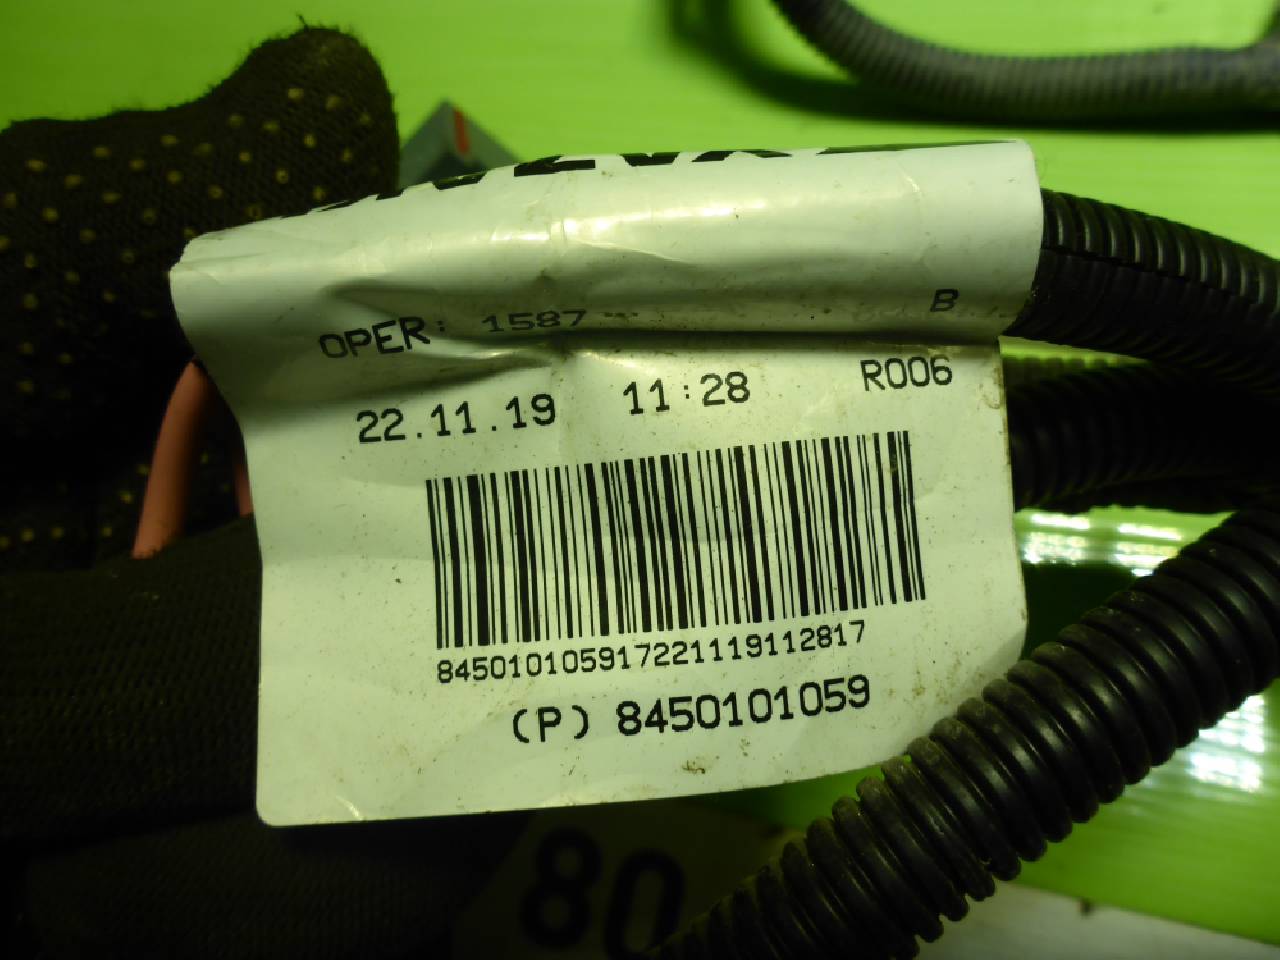 OPER: 1587
B
22.11.19 11:28 R006
845010105917221119112817
(P) 8450101059
80